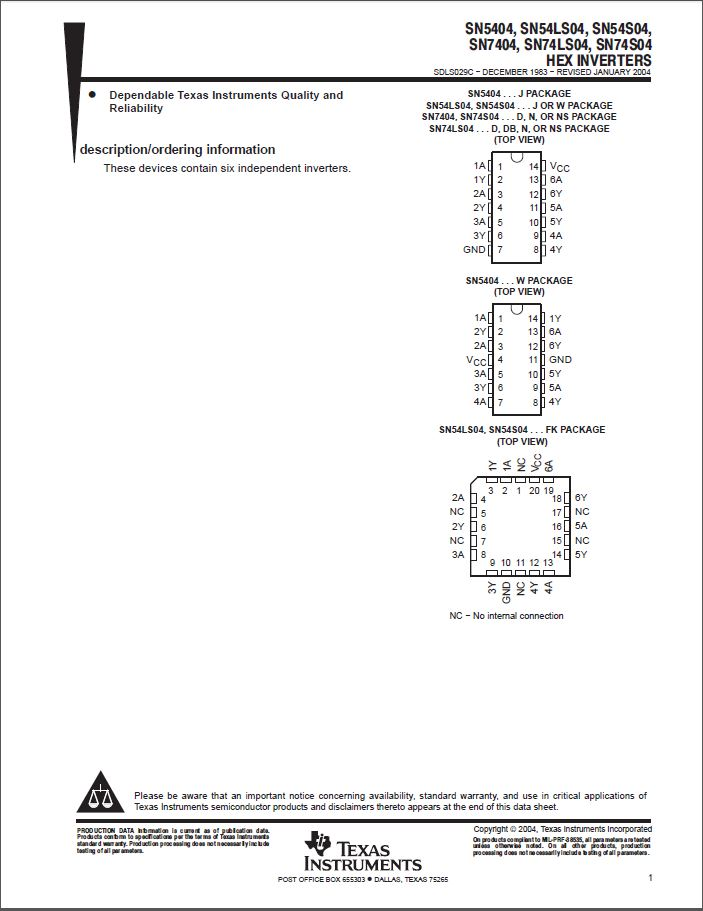 SN5404, SN54LS04, SN54S04,
SN7404, SN74LS04, SN74S04
HEX INVERTERS
SDLS029C − DECEMBER 1983 − REVISED JANUARY 2004
● Dependable Texas Instruments Quality and
Reliability
description/ordering information
These devices contain six independent inverters.
SN5404 . . . J PACKAGE
SN54LS04, SN54S04 . . . J OR W PACKAGE
SN7404, SN74S04 . . . D, N, OR NS PACKAGE
SN74LS04 . . . D, DB, N, OR NS PACKAGE
(TOP VIEW)
1A 1 14 VCC
1Y 2 13 6A
2A 3 12 6Y
2Y 4 11 5A
3A 5 10 5Y
3Y 6 9 4A
GND 7 8 4Y
SN5404 . . . W PACKAGE
(TOP VIEW)
1A 1 14 1Y
2Y 2 13 6A
2A 3 12 6Y
VCC 4 11 GND
3A 5 10 5Y
3Y 6 9 5A
4A 7 8 4Y
SN54LS04, SN54S04 . . . FK PACKAGE
(TOP VIEW)
1Y 1A NC VCC 6A
3 2 1 20 19
2A 4 18 6Y
NC 5 17 NC
2Y 6 16 5A
NC 7 15 NC
3A 8 14 5Y
9 10 11 12 13
3Y GND NC 4Y 4A
NC − No internal connection
Please be aware that an important notice concerning availability, standard warranty, and use in critical applications of
Texas Instruments semiconductor products and disclaimers thereto appears at the end of this data sheet.
PRODUCTION DATA information is current as of publication date.
Products conform to specifications per the terms of Texas Instruments
standard warranty. Production processing does not necessarily include
testing of all parameters.
TEXAS
INSTRUMENTS
POST OFFICE BOX 655303 ● DALLAS, TEXAS 75265
Copyright © 2004, Texas Instruments Incorporated
On products compliant to MIL-PRF-38535, all parameters are tested
unless otherwise noted. On all other products, production
processing does not necessarily include testing of all parameters.
1